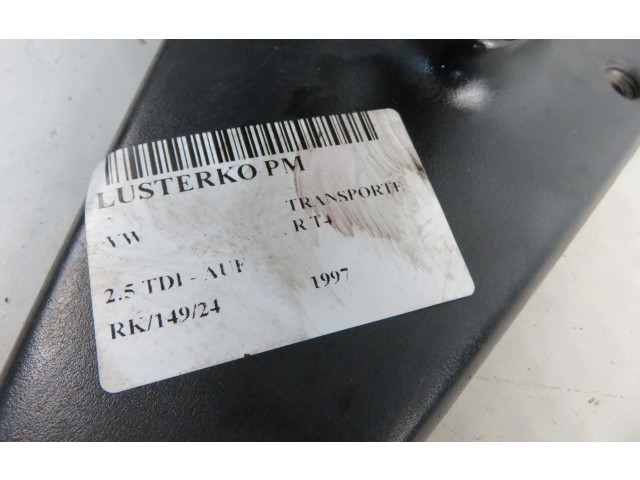 LUSTERKO PM
VW TRANSPORTE
R T4
2.5 TDI - AUF 1997
RK/149/24